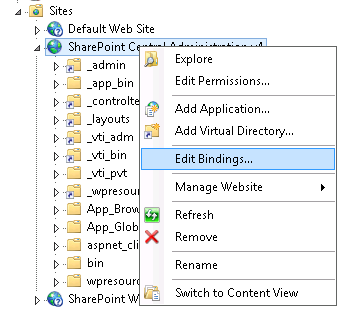 Sites
Default Web Site
SharePoint Central Administration v4
_admin
_app_bin
_controlte
_layouts
_vti_adm
_vti_bin
_vti_pvt
_wpresour
App_Brow
App_Glob
aspnet_cli
bin
wpresour
SharePoint W
Explore
Edit Permissions...
Add Application...
Add Virtual Directory...
Edit Bindings...
Manage Website
Refresh
Remove
Rename
Switch to Content View